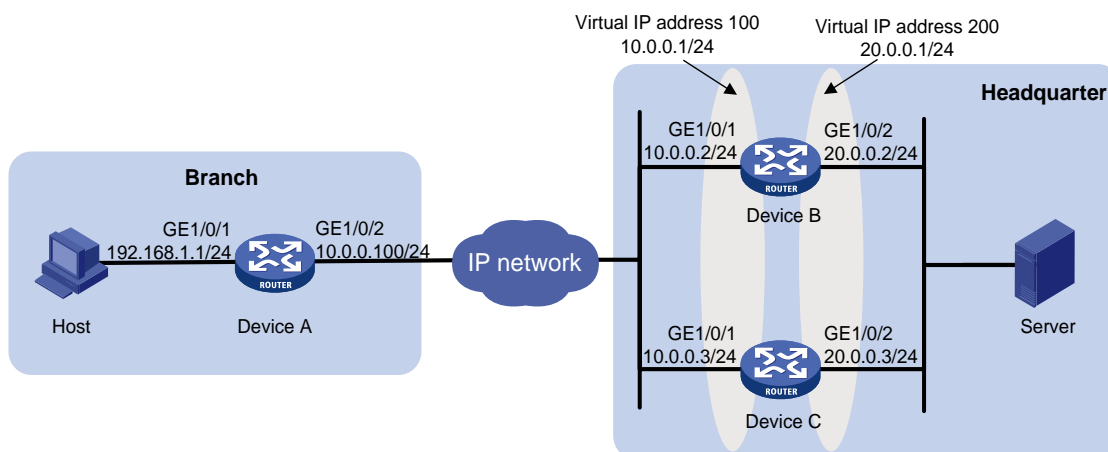 Virtual IP address 100
10.0.0.1/24
Virtual IP address 200
20.0.0.1/24
Headquarter
Branch
GE1/0/1
192.168.1.1/24
GE1/0/2
10.0.0.100/24
ROUTER
Host
Device A
IP network
GE1/0/1
10.0.0.2/24
GE1/0/2
20.0.0.2/24
ROUTER
Device B
GE1/0/1
10.0.0.3/24
GE1/0/2
20.0.0.3/24
ROUTER
Device C
Server